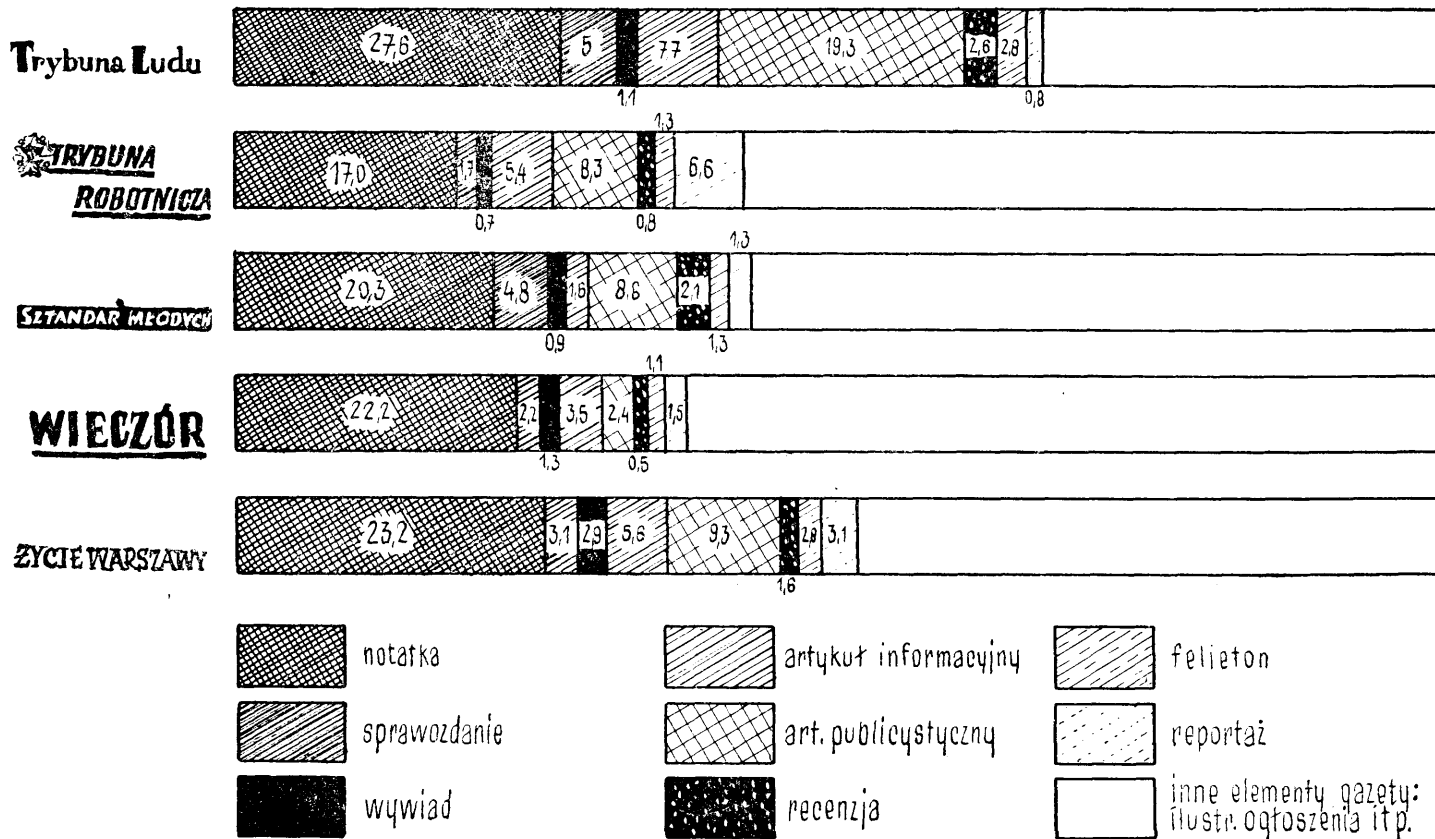 Trybuna Ludu
27,6 5 7,7 19,3 2,6 2,8
1,1 0,8
1,3
TRYBUNA
ROBOTNICZA
17,0 1,7 5,4 8,3 6,6
0,7 0,8
1,3
SZTANDAR MŁODYCH
20,3 4,8 1,6 8,6 2,1
0,9 1,3
1,1
WIECZÓR
22,2 2,2 3,5 2,4 1,5
1,3 0,5
ŻYCIE WARSZAWY
23,2 3,1 2,9 5,6 9,3 2,8 3,1
1,6
notatka
artykuł informacyjny
felieton
sprawozdanie
art. publicystyczny
reportaż
wywiad
recenzja
inne elementy gazety:
ilustr. ogłoszenia itp.